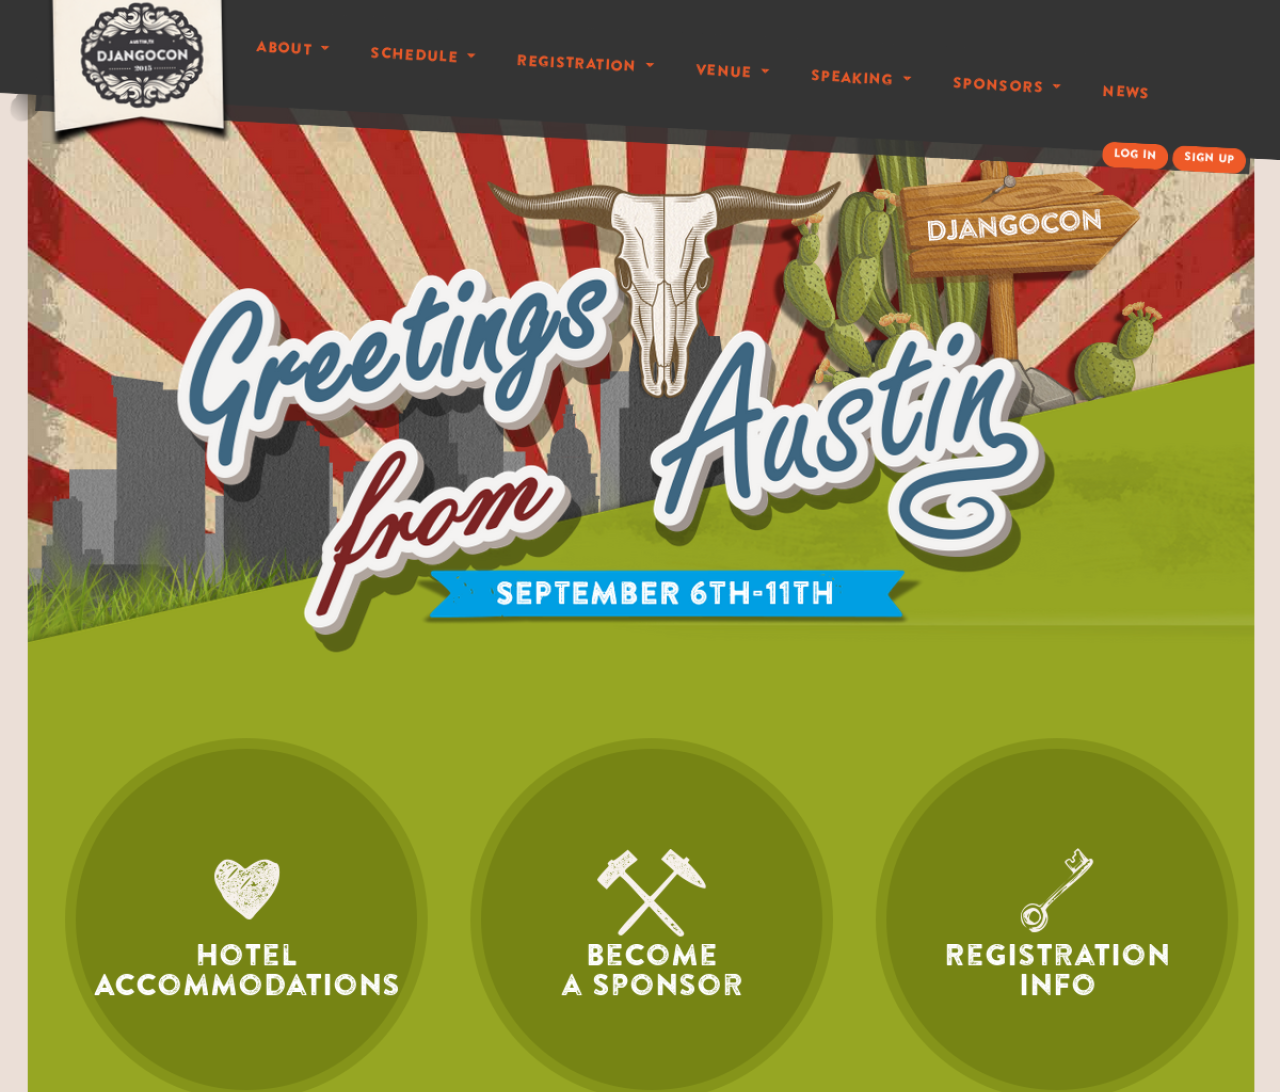 AUSTIN, TX
DJANGOCON
2015
ABOUT
SCHEDULE
REGISTRATION
VENUE
SPEAKING
SPONSORS
NEWS
LOG IN
SIGN UP
DJANGOCON
Greetings
from
Austin
SEPTEMBER 6TH-11TH
HOTEL
ACCOMMODATIONS
BECOME
A SPONSOR
REGISTRATION
INFO